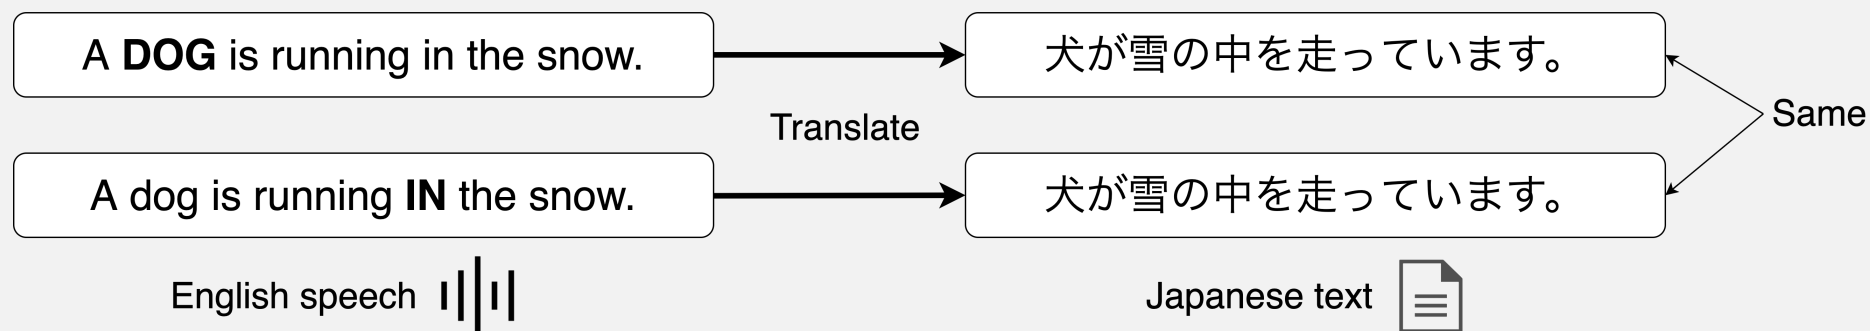 A DOG is running in the snow.
犬が雪の中を走っています。
Translate
Same
A dog is running IN the snow.
犬が雪の中を走っています。
English speech
Japanese text